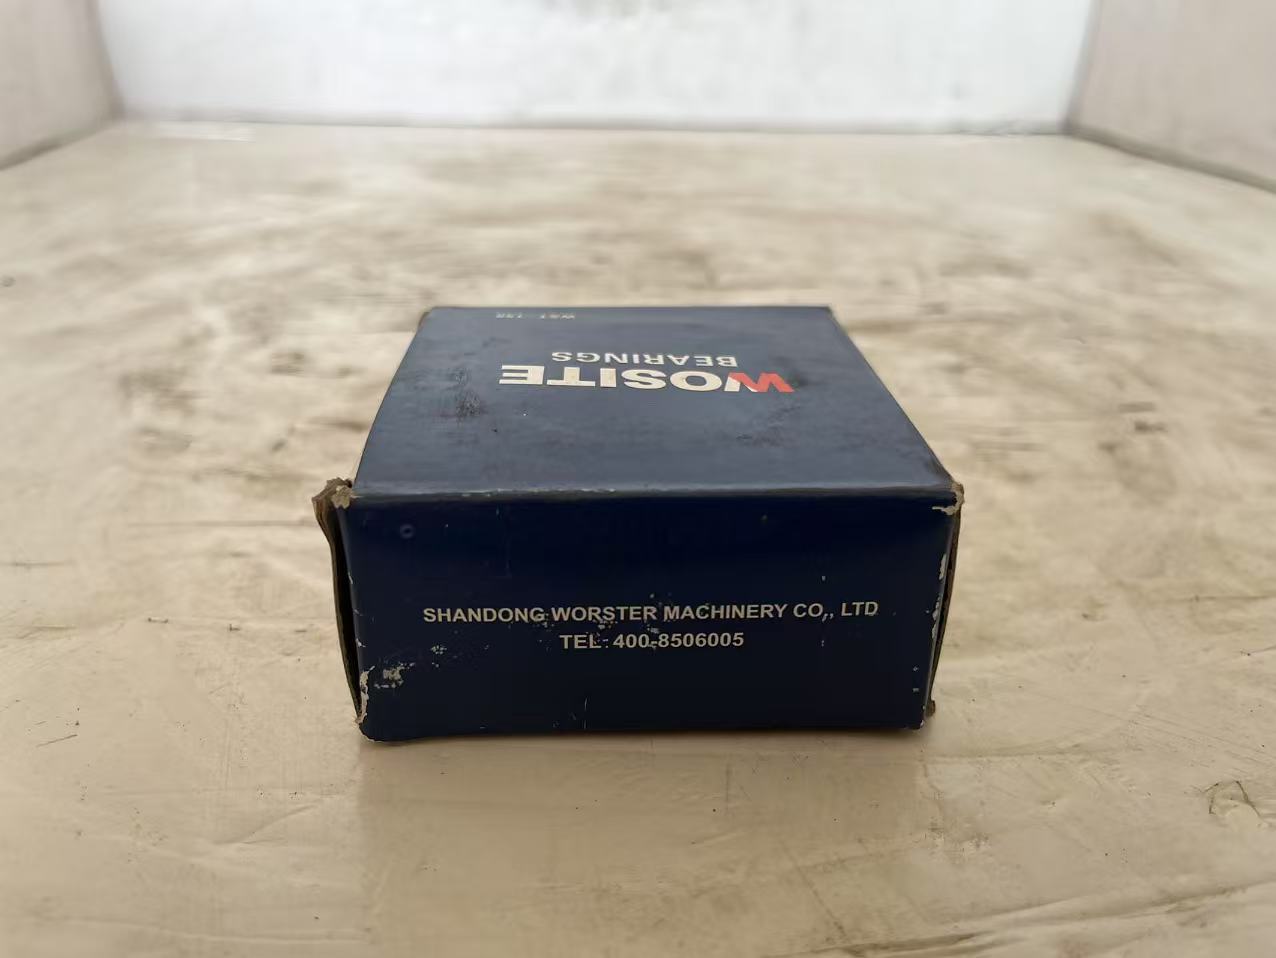 WOSITE
BEARINGS
SHANDONG WORSTER MACHINERY CO,, LTD
TEL: 400-8506005